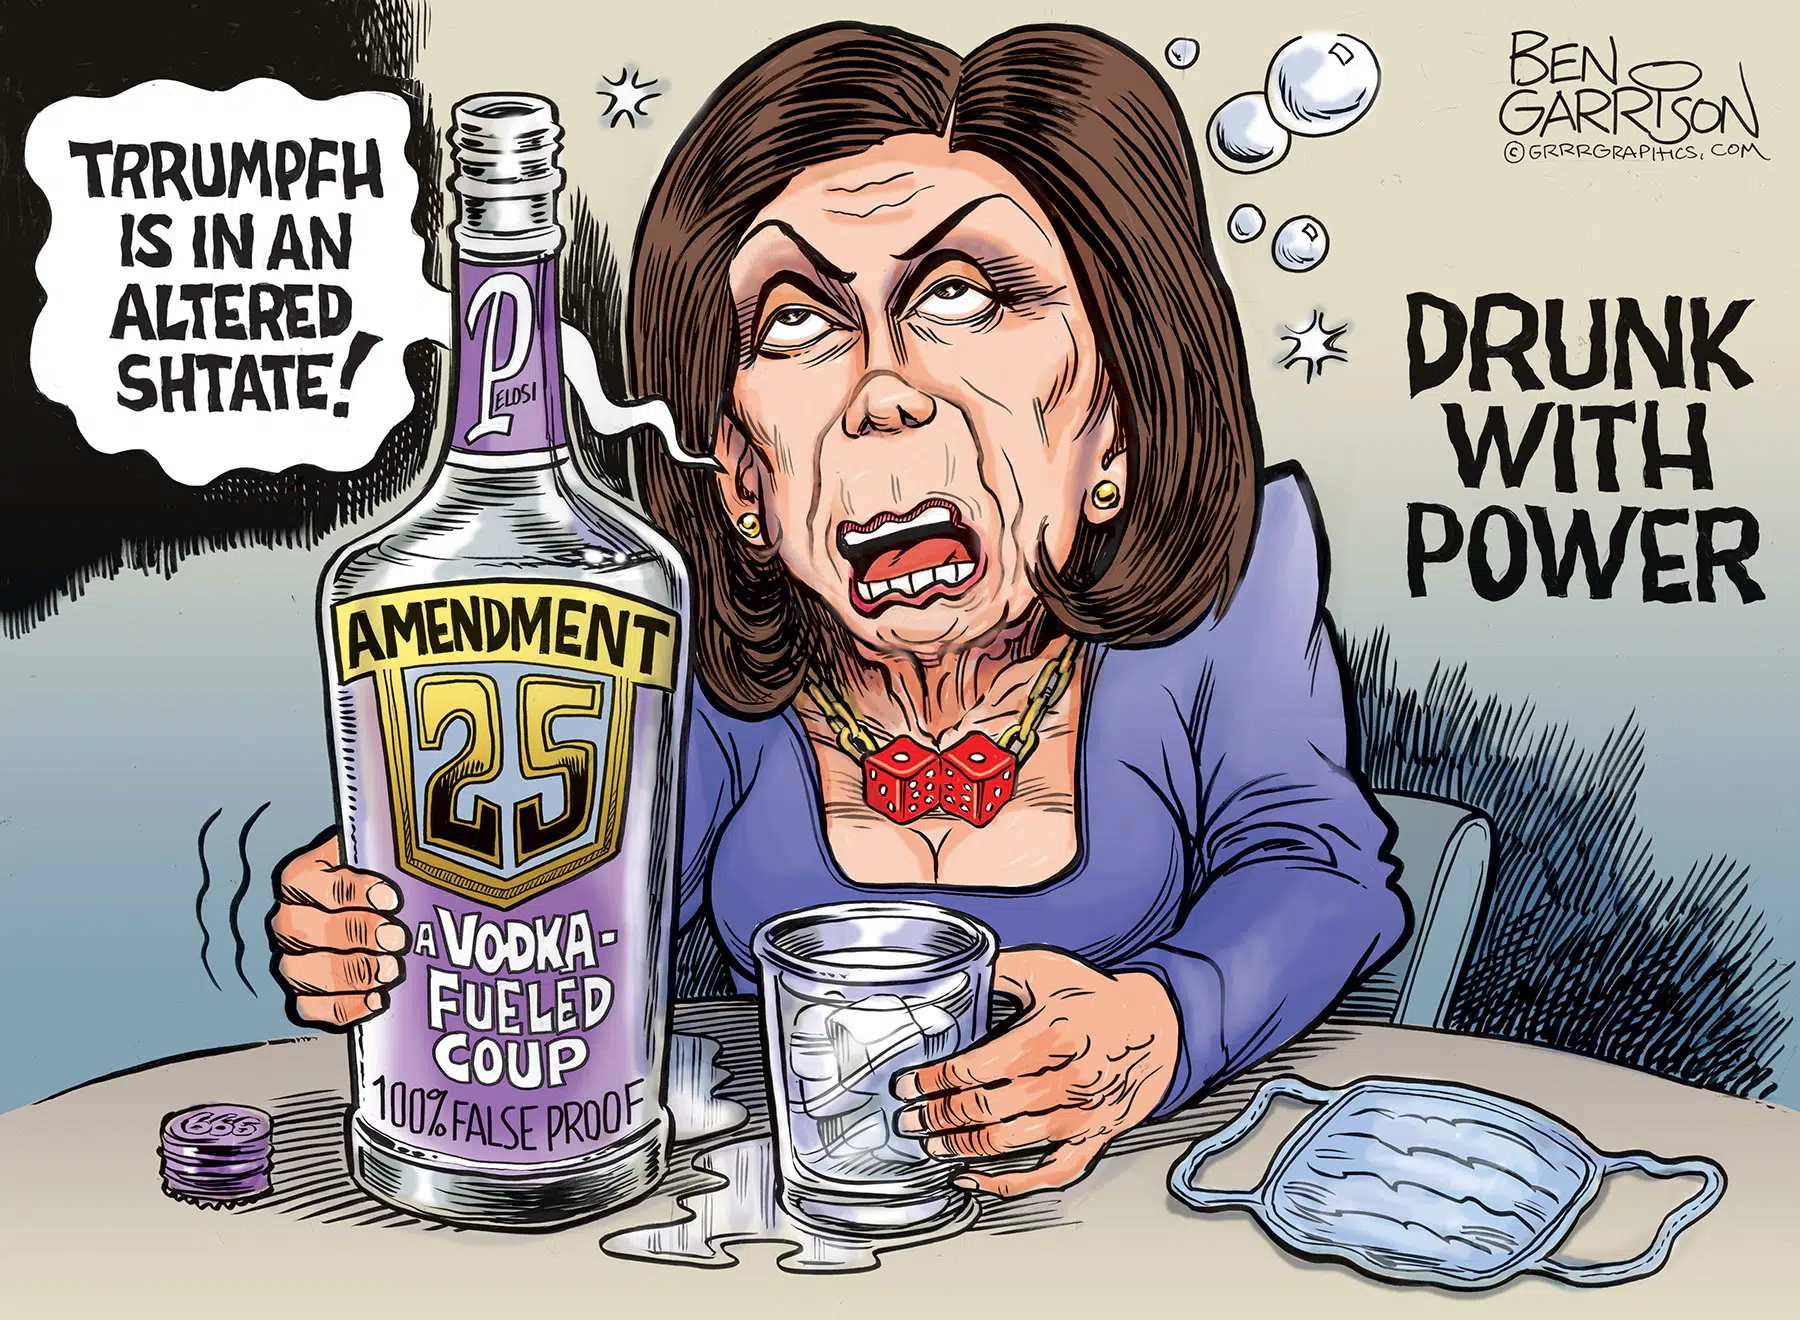 TRRUMPFH
IS IN AN
ALTERED
SHTATE!
PELOSI
AMENDMENT
25
A VODKA-
FUELED
COUP
100% FALSE PROOF
BEN
GARRISON
© GRRRGRAPHICS.COM
DRUNK
WITH
POWER